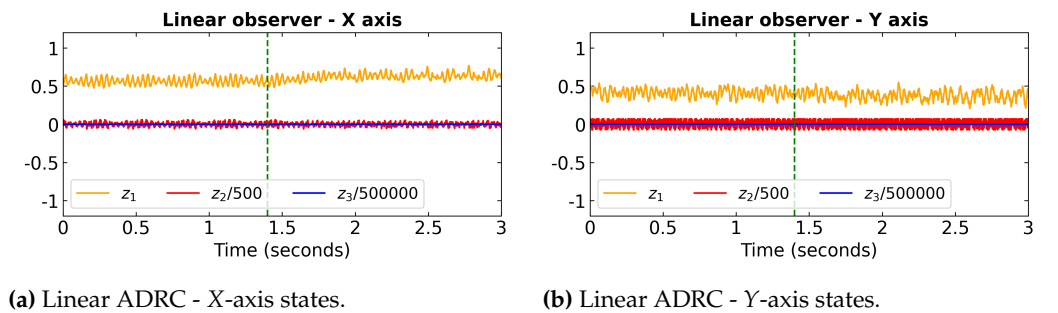 Linear observer - X axis
1
0.5
0
-0.5
-1
z1 z2/500 z3/500000
0 0.5 1 1.5 2 2.5 3
Time (seconds)
(a) Linear ADRC - X-axis states.
Linear observer - Y axis
1
0.5
0
-0.5
-1
z1 z2/500 z3/500000
0 0.5 1 1.5 2 2.5 3
Time (seconds)
(b) Linear ADRC - Y-axis states.